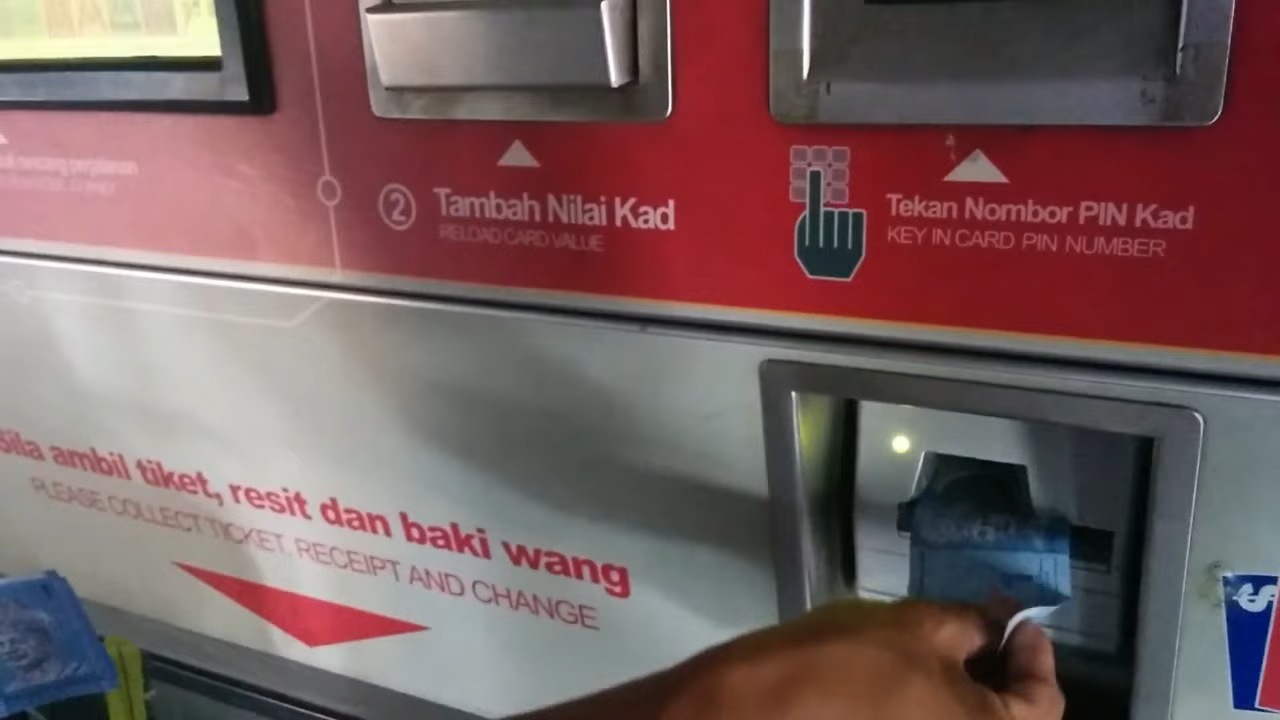 2
Tambah Nilai Kad
RELOAD CARD VALUE
Tekan Nombor PIN Kad
KEY IN CARD PIN NUMBER
Sila ambil tiket, resit dan baki wang
PLEASE COLLECT TICKET, RECEIPT AND CHANGE
$